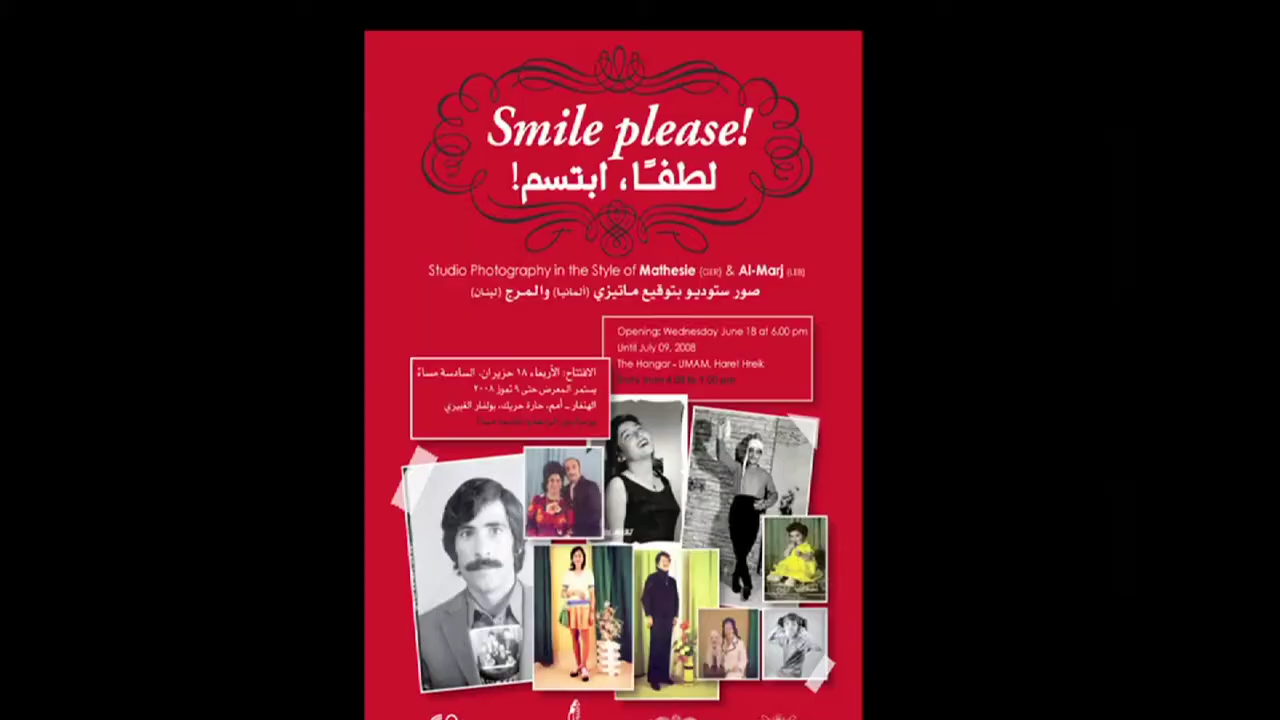 Smile please!
لطفـًا، ابتسم!
Studio Photography in the Style of Mathesie (GER) & Al-Marj (LEB)
صور ستوديو بتوقيع ماتيزي (ألمانيا) والمرج (لبنان)
Opening: Wednesday June 18 at 6.00 pm
Until July 09, 2008
The Hangar - UMAM, Haret Hreik
الافتتاح: الأربعاء ١٨ حزيران، السادسة مساءً
يستمر المعرض حتى ٩ تموز ٢٠٠٨
الهنغار ــ أمم، حارة حريك، بولفار الغبيري